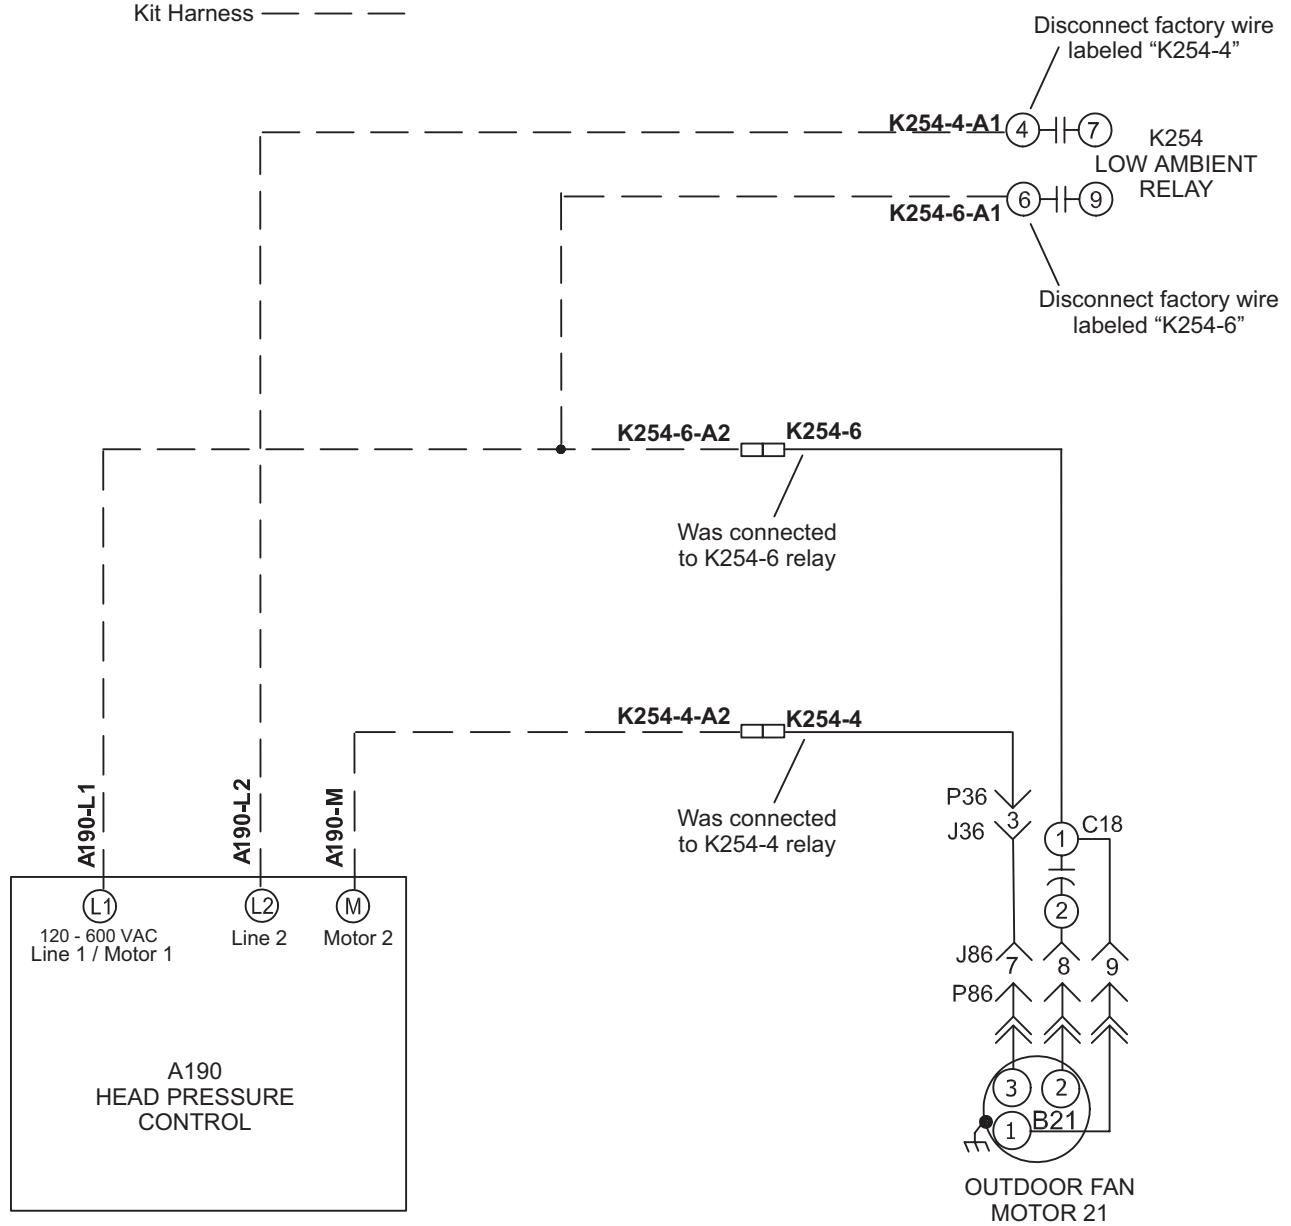 Kit Harness
Disconnect factory wire
labeled “K254-4”
K254-4-A1
4
7
K254
LOW AMBIENT
RELAY
K254-6-A1
6
9
Disconnect factory wire
labeled “K254-6”
K254-6-A2
K254-6
Was connected
to K254-6 relay
K254-4-A2
K254-4
Was connected
to K254-4 relay
P36
3
J36
1
C18
2
J86
7
8
9
P86
3
2
1
B21
OUTDOOR FAN
MOTOR 21
A190-L1
A190-L2
A190-M
L1
L2
M
120 - 600 VAC
Line 1 / Motor 1
Line 2
Motor 2
A190
HEAD PRESSURE
CONTROL